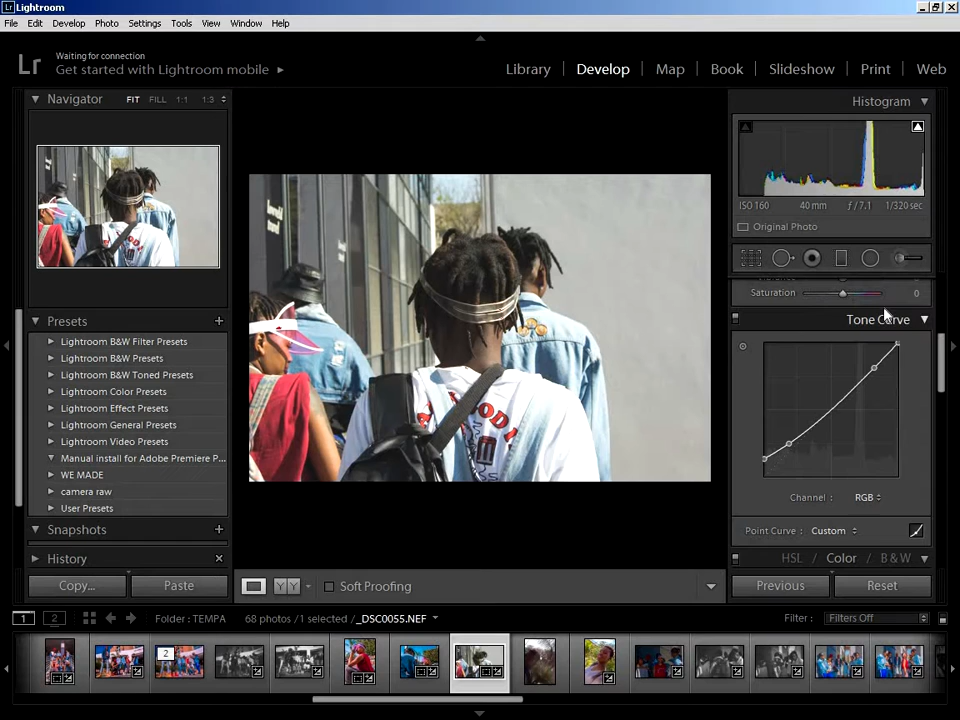 Lr Lightroom
File Edit Develop Photo Settings Tools View Window Help
Lr
Waiting for connection
Get started with Lightroom mobile
Library Develop Map Book Slideshow Print Web
Navigator FIT FILL 1:1 1:3
Histogram
ISO 160 40 mm ƒ/7.1 1/320 sec
Original Photo
Saturation 0
Tone Curve
Presets +
Lightroom B&W Filter Presets
Lightroom B&W Presets
Lightroom B&W Toned Presets
Lightroom Color Presets
Lightroom Effect Presets
Lightroom General Presets
Lightroom Video Presets
Manual install for Adobe Premiere P...
WE MADE
camera raw
User Presets
Channel : RGB
Snapshots +
Point Curve : Custom
History ×
HSL / Color / B&W
Copy... Paste
YY Soft Proofing
Previous Reset
1 2 Folder : TEMPA 68 photos / 1 selected / _DSC0055.NEF Filter : Filters Off
2